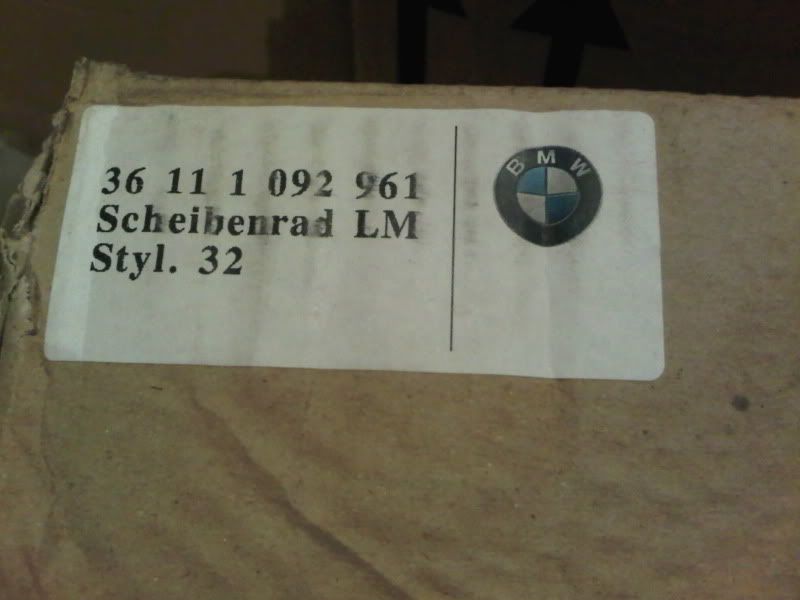 36 11 1 092 961
Scheibenrad LM
Styl. 32
BMW